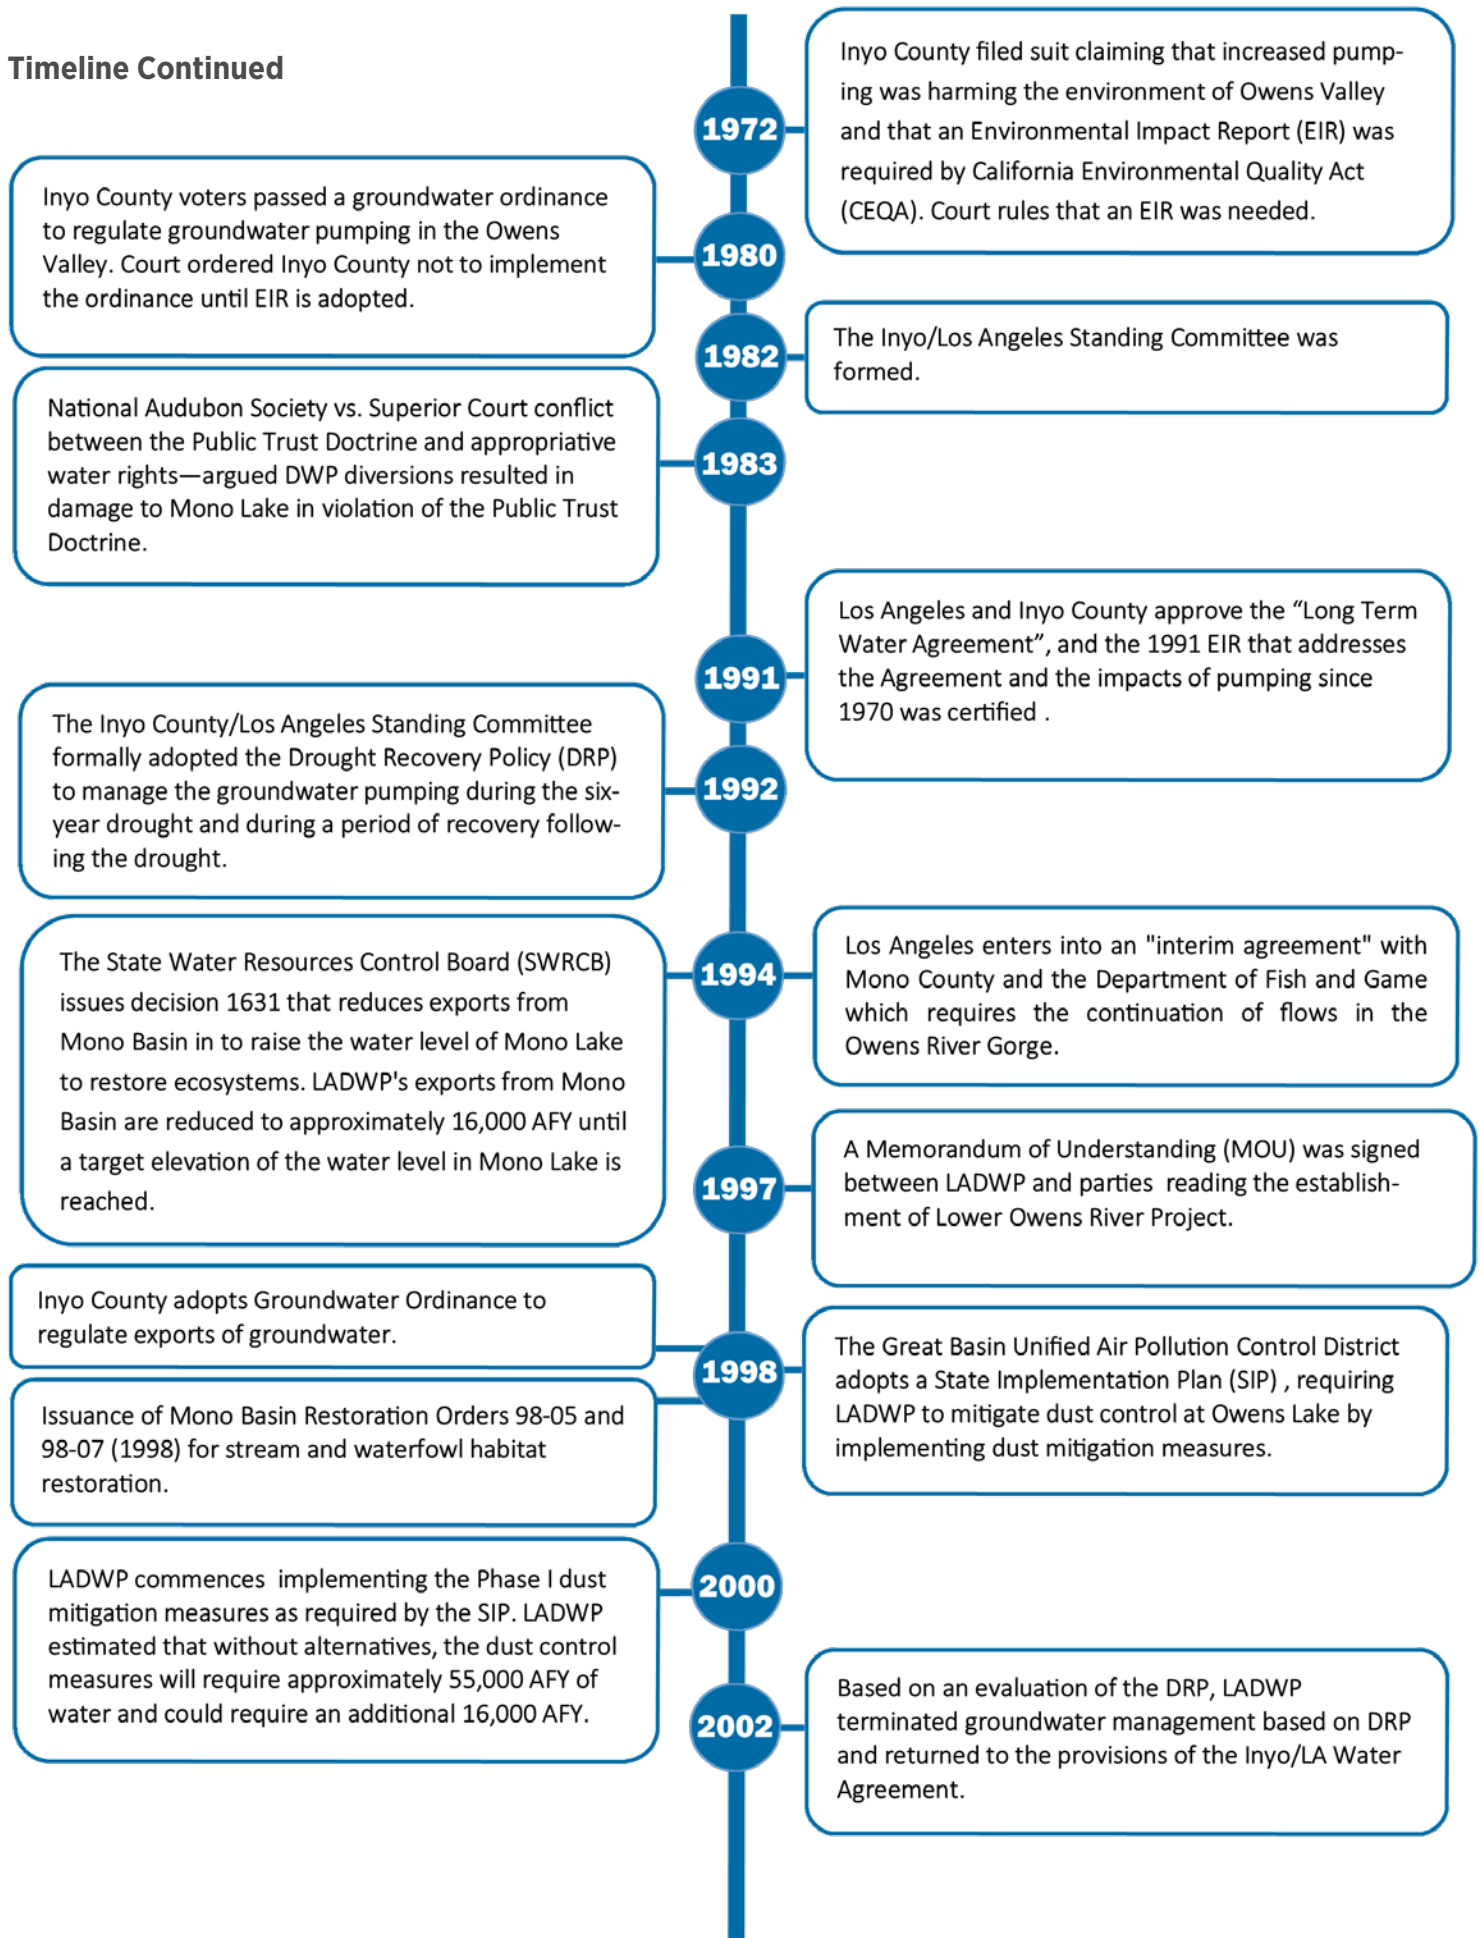 Timeline Continued
1972
Inyo County filed suit claiming that increased pump-
ing was harming the environment of Owens Valley
and that an Environmental Impact Report (EIR) was
required by California Environmental Quality Act
(CEQA). Court rules that an EIR was needed.
1980
Inyo County voters passed a groundwater ordinance
to regulate groundwater pumping in the Owens
Valley. Court ordered Inyo County not to implement
the ordinance until EIR is adopted.
1982
The Inyo/Los Angeles Standing Committee was
formed.
1983
National Audubon Society vs. Superior Court conflict
between the Public Trust Doctrine and appropriative
water rights—argued DWP diversions resulted in
damage to Mono Lake in violation of the Public Trust
Doctrine.
1991
Los Angeles and Inyo County approve the “Long Term
Water Agreement”, and the 1991 EIR that addresses
the Agreement and the impacts of pumping since
1970 was certified .
1992
The Inyo County/Los Angeles Standing Committee
formally adopted the Drought Recovery Policy (DRP)
to manage the groundwater pumping during the six-
year drought and during a period of recovery follow-
ing the drought.
1994
The State Water Resources Control Board (SWRCB)
issues decision 1631 that reduces exports from
Mono Basin in to raise the water level of Mono Lake
to restore ecosystems. LADWP's exports from Mono
Basin are reduced to approximately 16,000 AFY until
a target elevation of the water level in Mono Lake is
reached.
Los Angeles enters into an "interim agreement" with
Mono County and the Department of Fish and Game
which requires the continuation of flows in the
Owens River Gorge.
1997
A Memorandum of Understanding (MOU) was signed
between LADWP and parties reading the establish-
ment of Lower Owens River Project.
1998
Inyo County adopts Groundwater Ordinance to
regulate exports of groundwater.
Issuance of Mono Basin Restoration Orders 98-05 and
98-07 (1998) for stream and waterfowl habitat
restoration.
The Great Basin Unified Air Pollution Control District
adopts a State Implementation Plan (SIP) , requiring
LADWP to mitigate dust control at Owens Lake by
implementing dust mitigation measures.
2000
LADWP commences implementing the Phase I dust
mitigation measures as required by the SIP. LADWP
estimated that without alternatives, the dust control
measures will require approximately 55,000 AFY of
water and could require an additional 16,000 AFY.
2002
Based on an evaluation of the DRP, LADWP
terminated groundwater management based on DRP
and returned to the provisions of the Inyo/LA Water
Agreement.